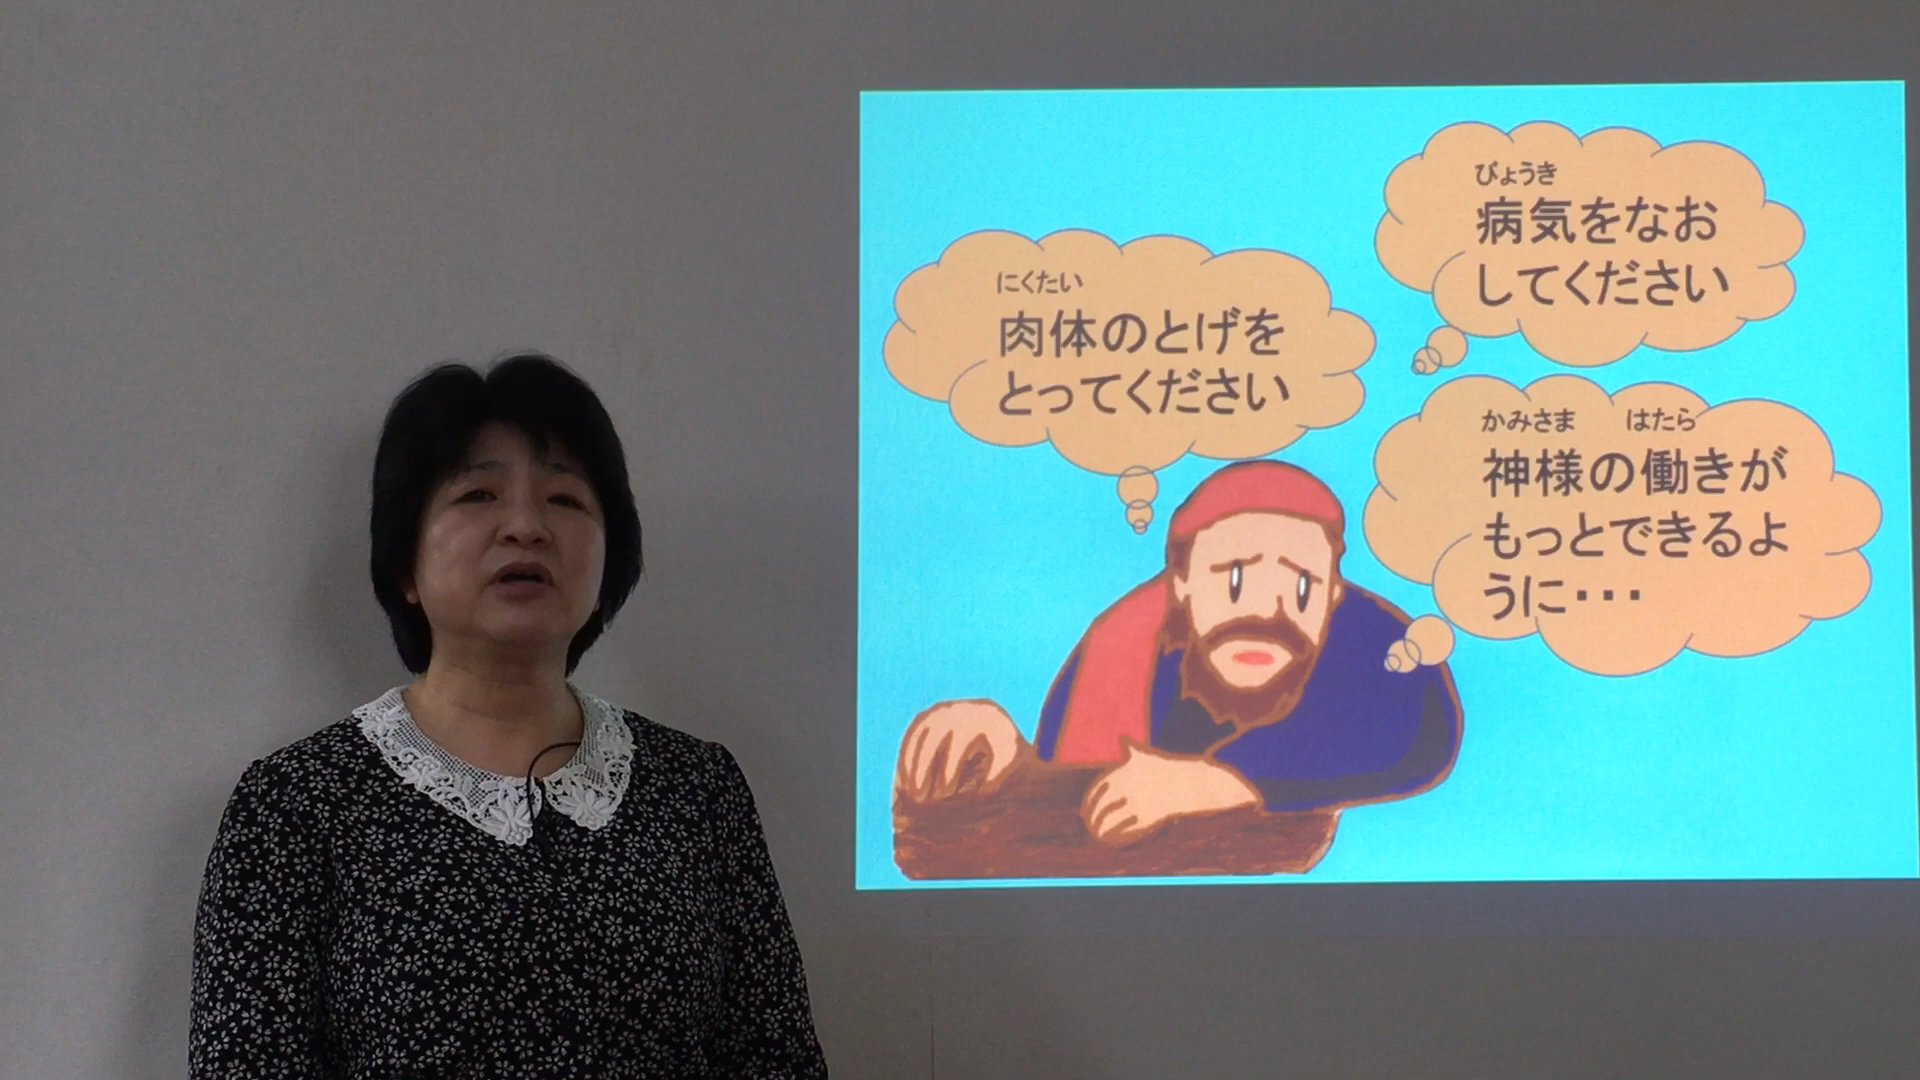 にくたい
肉体のとげを
とってください
びょうき
病気をなお
してください
かみさま はたら
神様の働きが
もっとできるよ
うに・・・